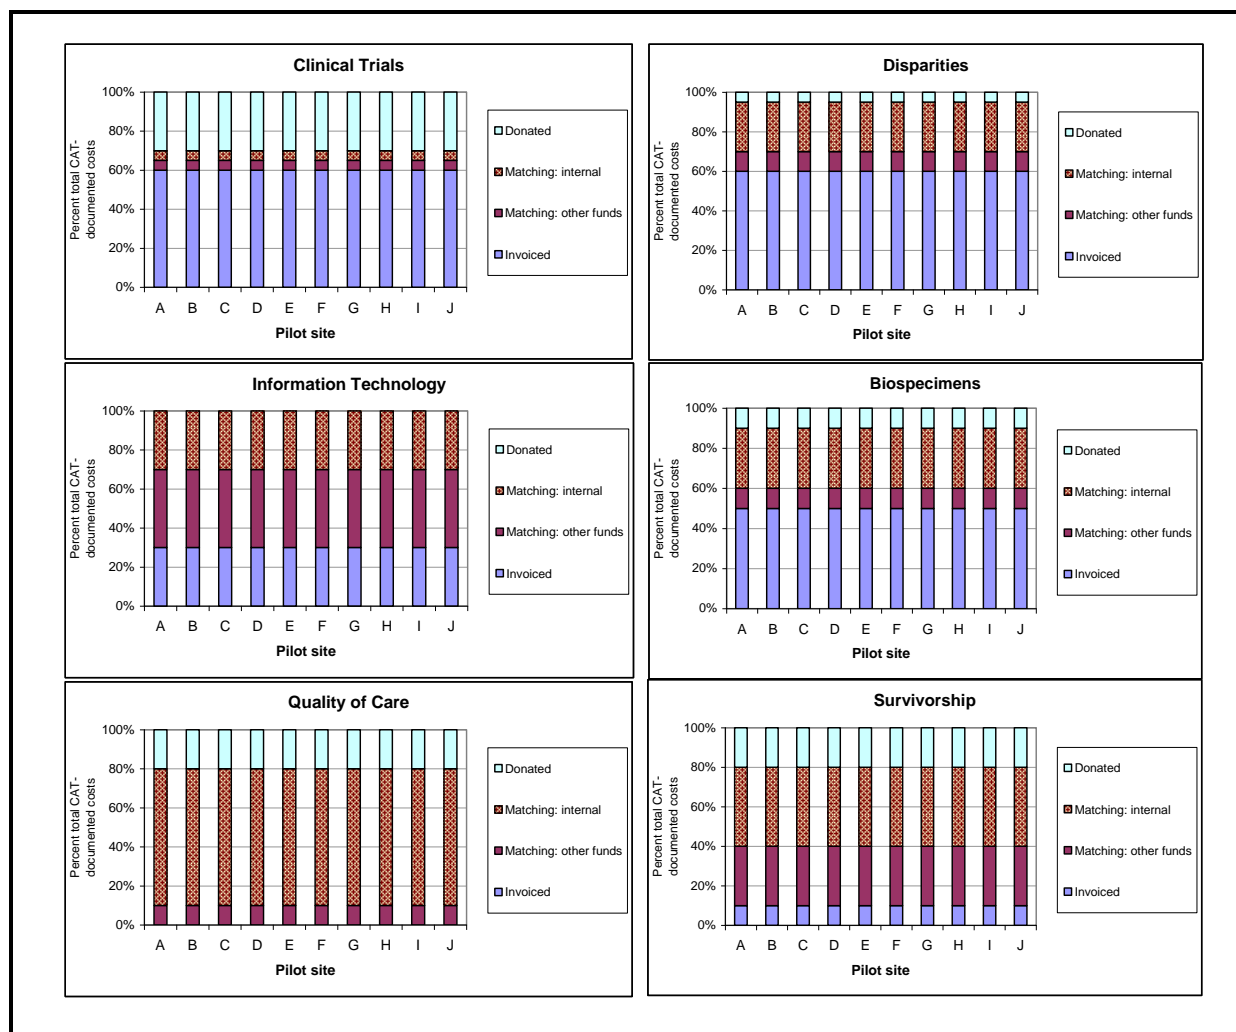 Clinical Trials
Percent total CAT-
documented costs
100%
80%
60%
40%
20%
0%
A B C D E F G H I J
Pilot site
Donated
Matching: internal
Matching: other funds
Invoiced
Disparities
Percent total CAT-
documented costs
100%
80%
60%
40%
20%
0%
A B C D E F G H I J
Pilot site
Donated
Matching: internal
Matching: other funds
Invoiced
Information Technology
Percent total CAT-
documented costs
100%
80%
60%
40%
20%
0%
A B C D E F G H I J
Pilot site
Donated
Matching: internal
Matching: other funds
Invoiced
Biospecimens
Percent total CAT-
documented costs
100%
80%
60%
40%
20%
0%
A B C D E F G H I J
Pilot site
Donated
Matching: internal
Matching: other funds
Invoiced
Quality of Care
Percent total CAT-
documented costs
100%
80%
60%
40%
20%
0%
A B C D E F G H I J
Pilot site
Donated
Matching: internal
Matching: other funds
Invoiced
Survivorship
Percent total CAT-
documented costs
100%
80%
60%
40%
20%
0%
A B C D E F G H I J
Pilot site
Donated
Matching: internal
Matching: other funds
Invoiced